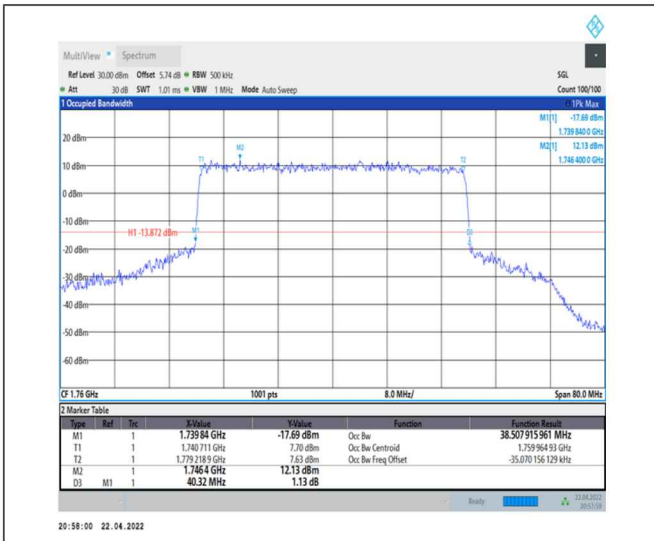 MultiView Spectrum
Ref Level 30.00 dBm Offset 5.74 dB RBW 500 kHz SGL
Att 30 dB SWT 1.01 ms VBW 1 MHz Mode Auto Sweep Count 100/100
1 Occupied Bandwidth 1Pk Max
M1[1] -17.69 dBm
1.739 840 0 GHz
M2[1] 12.13 dBm
1.746 400 0 GHz
20 dBm
M2
T1 T2
10 dBm
0 dBm
-10 dBm
H1 -13.872 dBm M1 D3
-20 dBm
-30 dBm
-40 dBm
-50 dBm
-60 dBm
CF 1.76 GHz 1001 pts 8.0 MHz/ Span 80.0 MHz
2 Marker Table
Type Ref Trc X-Value Y-Value Function Function Result
M1 1 1.739 84 GHz -17.69 dBm Occ Bw 38.507 915 961 MHz
T1 1 1.740 711 GHz 7.70 dBm Occ Bw Centroid 1.759 964 93 GHz
T2 1 1.779 218 9 GHz 7.63 dBm Occ Bw Freq Offset -35.070 156 129 kHz
M2 1 1.746 4 GHz 12.13 dBm
D3 M1 1 40.32 MHz 1.13 dB
Ready 22.04.2022
20:57:59
20:58:00 22.04.2022